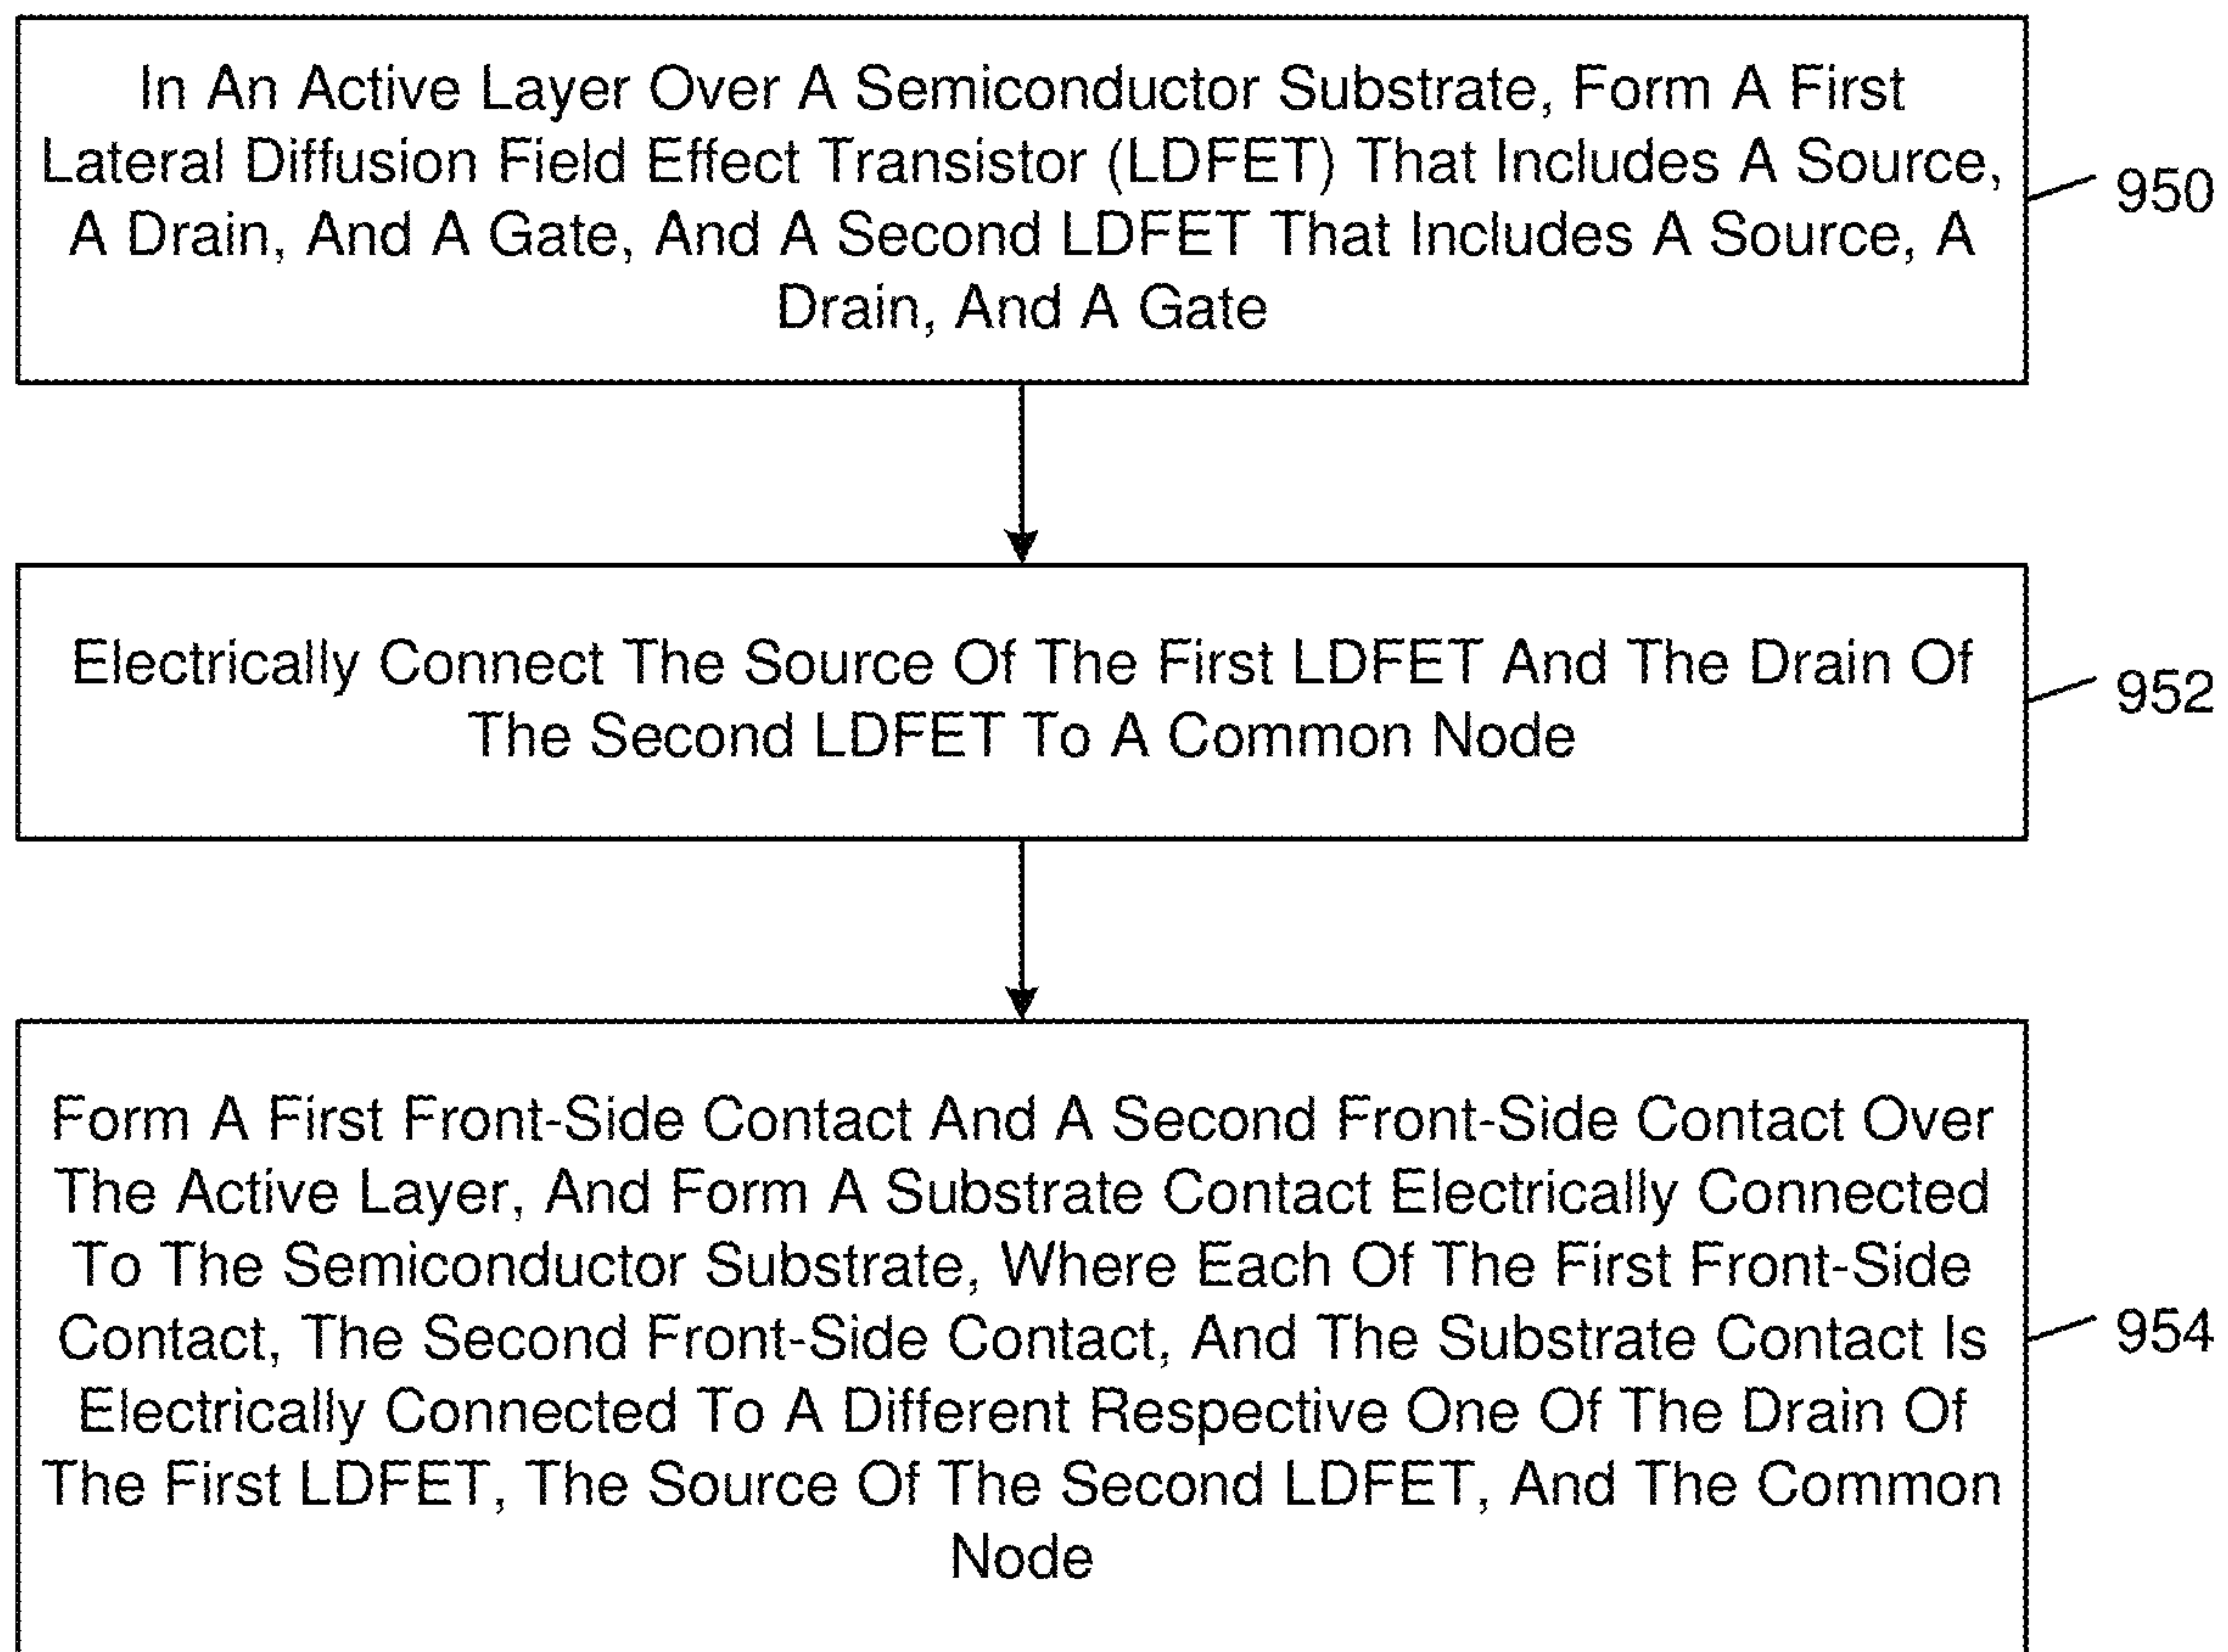 In An Active Layer Over A Semiconductor Substrate, Form A First
Lateral Diffusion Field Effect Transistor (LDFET) That Includes A Source,
A Drain, And A Gate, And A Second LDFET That Includes A Source, A
Drain, And A Gate
950
Electrically Connect The Source Of The First LDFET And The Drain Of
The Second LDFET To A Common Node
952
Form A First Front-Side Contact And A Second Front-Side Contact Over
The Active Layer, And Form A Substrate Contact Electrically Connected
To The Semiconductor Substrate, Where Each Of The First Front-Side
Contact, The Second Front-Side Contact, And The Substrate Contact Is
Electrically Connected To A Different Respective One Of The Drain Of
The First LDFET, The Source Of The Second LDFET, And The Common
Node
954